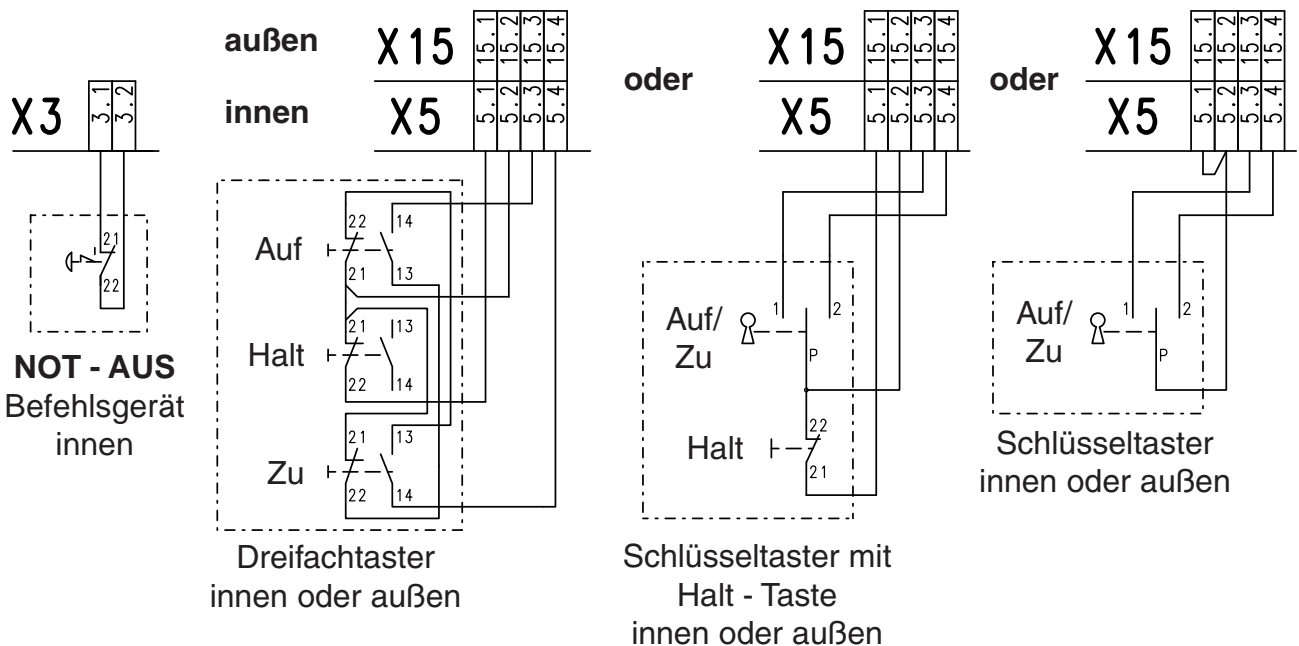 X3
3.1
3.2
21
22
NOT - AUS
Befehlsgerät
innen
außen
innen
X15
X5
15.1
15.2
15.3
15.4
5.1
5.2
5.3
5.4
Auf
22
14
21
13
Halt
21
13
22
14
Zu
21
13
22
14
Dreifachtaster
innen oder außen
oder
X15
X5
15.1
15.2
15.3
15.4
5.1
5.2
5.3
5.4
Auf/
Zu
1
2
P
Halt
22
21
Schlüsseltaster mit
Halt - Taste
innen oder außen
oder
X15
X5
15.1
15.2
15.3
15.4
5.1
5.2
5.3
5.4
Auf/
Zu
1
2
P
Schlüsseltaster
innen oder außen